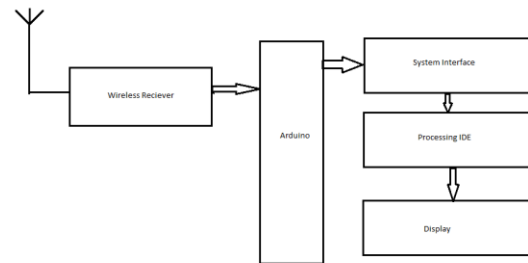 System Interface
Wireless Reciever
Arduino
Processing IDE
Display